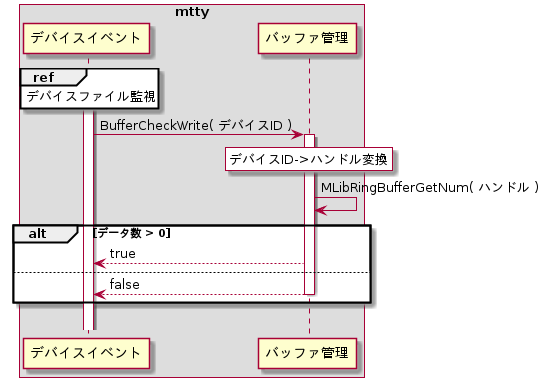 mtty
デバイスイベント
バッファ管理
ref
デバイスファイル監視
BufferCheckWrite( デバイスID )
デバイスID->ハンドル変換
MLibRingBufferGetNum( ハンドル )
alt
[データ数 > 0]
true
false
デバイスイベント
バッファ管理